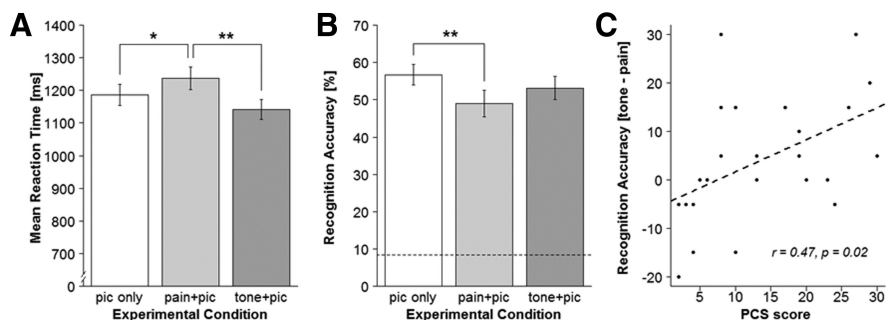 A
Mean Reaction Time [ms]
1400
1300
1200
1100
1000
900
800
700
0
*
**
pic only
pain+pic
tone+pic
Experimental Condition
B
Recognition Accuracy [%]
70
60
50
40
30
20
10
0
**
pic only
pain+pic
tone+pic
Experimental Condition
C
Recognition Accuracy [tone - pain]
30
20
10
0
-10
-20
r = 0.47, p = 0.02
5
10
15
20
25
30
PCS score